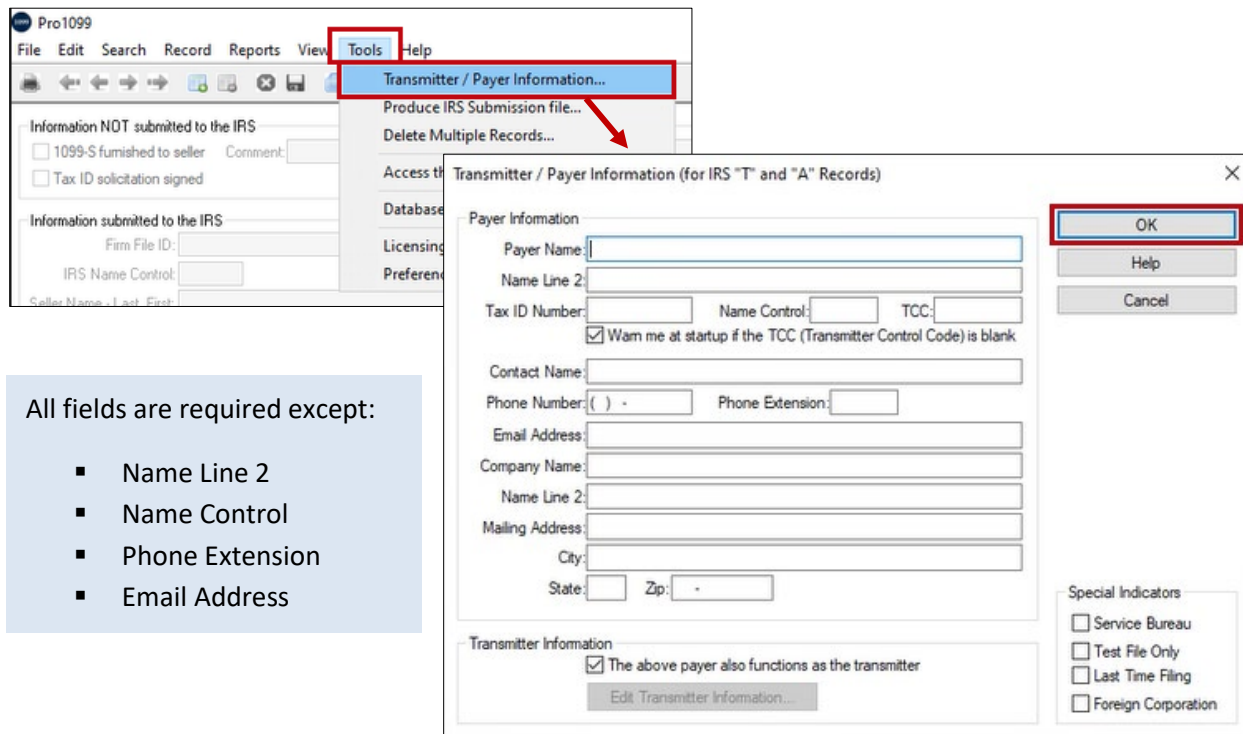 1099 Pro1099
File Edit Search Record Reports View Tools Help
Transmitter / Payer Information...
Produce IRS Submission file...
Delete Multiple Records...
Access th
Database
Licensing
Preferenc
Information NOT submitted to the IRS
1099-S furnished to seller Comment:
Tax ID solicitation signed
Information submitted to the IRS
Firm File ID:
IRS Name Control:
Seller Name - Last, First:
Transmitter / Payer Information (for IRS "T" and "A" Records)
Payer Information
Payer Name:
Name Line 2:
Tax ID Number: Name Control: TCC:
Warn me at startup if the TCC (Transmitter Control Code) is blank
Contact Name:
Phone Number: ( ) - Phone Extension:
Email Address:
Company Name:
Name Line 2:
Mailing Address:
City:
State: Zip: -
Transmitter Information
The above payer also functions as the transmitter
Edit Transmitter Information...
OK
Help
Cancel
Special Indicators
Service Bureau
Test File Only
Last Time Filing
Foreign Corporation
All fields are required except:
▪ Name Line 2
▪ Name Control
▪ Phone Extension
▪ Email Address